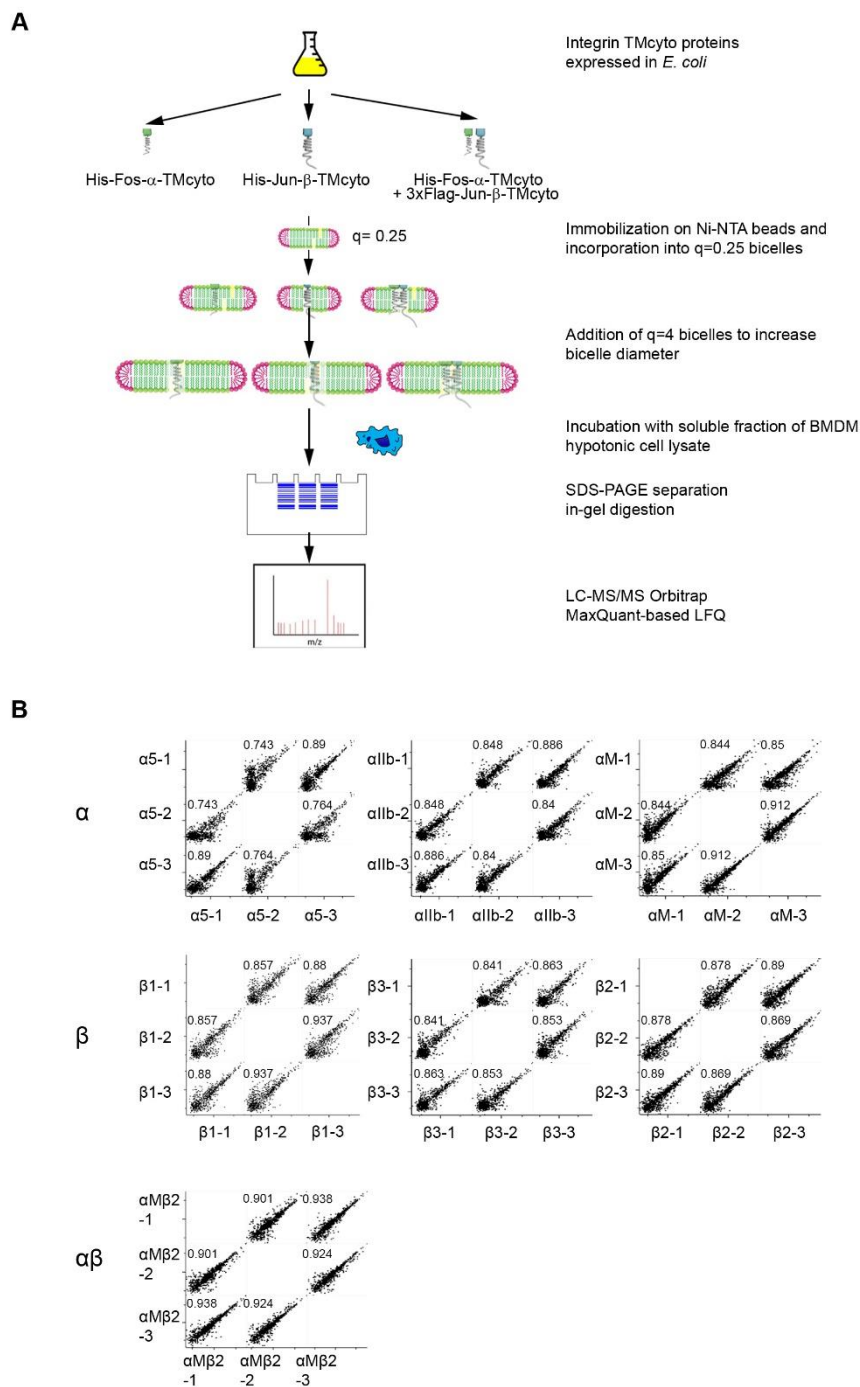 A
Integrin TMcyto proteins
expressed in E. coli
His-Fos-α-TMcyto
His-Jun-β-TMcyto
His-Fos-α-TMcyto
+ 3xFlag-Jun-β-TMcyto
q= 0.25
Immobilization on Ni-NTA beads and
incorporation into q=0.25 bicelles
Addition of q=4 bicelles to increase
bicelle diameter
Incubation with soluble fraction of BMDM
hypotonic cell lysate
SDS-PAGE separation
in-gel digestion
LC-MS/MS Orbitrap
MaxQuant-based LFQ
m/z
B
α
α5-1
0.743
0.89
α5-2
0.743
0.764
α5-3
0.89
0.764
α5-1
α5-2
α5-3
αIIb-1
0.848
0.886
αIIb-2
0.848
0.84
αIIb-3
0.886
0.84
αIIb-1
αIIb-2
αIIb-3
αM-1
0.844
0.85
αM-2
0.844
0.912
αM-3
0.85
0.912
αM-1
αM-2
αM-3
β
β1-1
0.857
0.88
β1-2
0.857
0.937
β1-3
0.88
0.937
β1-1
β1-2
β1-3
β3-1
0.841
0.863
β3-2
0.841
0.853
β3-3
0.863
0.853
β3-1
β3-2
β3-3
β2-1
0.878
0.89
β2-2
0.878
0.869
β2-3
0.89
0.869
β2-1
β2-2
β2-3
αβ
αMβ2
-1
0.901
0.938
αMβ2
-2
0.901
0.924
αMβ2
-3
0.938
0.924
αMβ2
-1
αMβ2
-2
αMβ2
-3